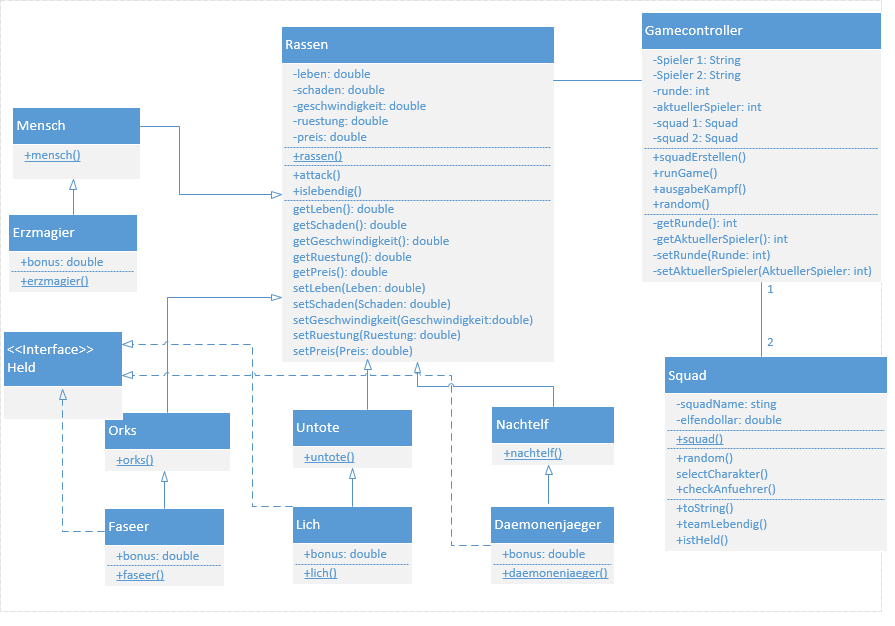 Rassen
-leben: double
-schaden: double
-geschwindigkeit: double
-ruestung: double
-preis: double
+rassen()
+attack()
+islebendig()
getLeben(): double
getSchaden(): double
getGeschwindigkeit(): double
getRuestung(): double
getPreis(): double
setLeben(Leben: double)
setSchaden(Schaden: double)
setGeschwindigkeit(Geschwindigkeit:double)
setRuestung(Ruestung: double)
setPreis(Preis: double)
Gamecontroller
-Spieler 1: String
-Spieler 2: String
-runde: int
-aktuellerSpieler: int
-squad 1: Squad
-squad 2: Squad
+squadErstellen()
+runGame()
+ausgabeKampf()
+random()
-getRunde(): int
-getAktuellerSpieler(): int
-setRunde(Runde: int)
-setAktuellerSpieler(AktuellerSpieler: int)
1
2
Mensch
+mensch()
Erzmagier
+bonus: double
+erzmagier()
<<Interface>>
Held
Orks
+orks()
Untote
+untote()
Nachtelf
+nachtelf()
Squad
-squadName: sting
-elfendollar: double
+squad()
+random()
selectCharakter()
+checkAnfuehrer()
+toString()
+teamLebendig()
+istHeld()
Faseer
+bonus: double
+faseer()
Lich
+bonus: double
+lich()
Daemonenjaeger
+bonus: double
+daemonenjaeger()